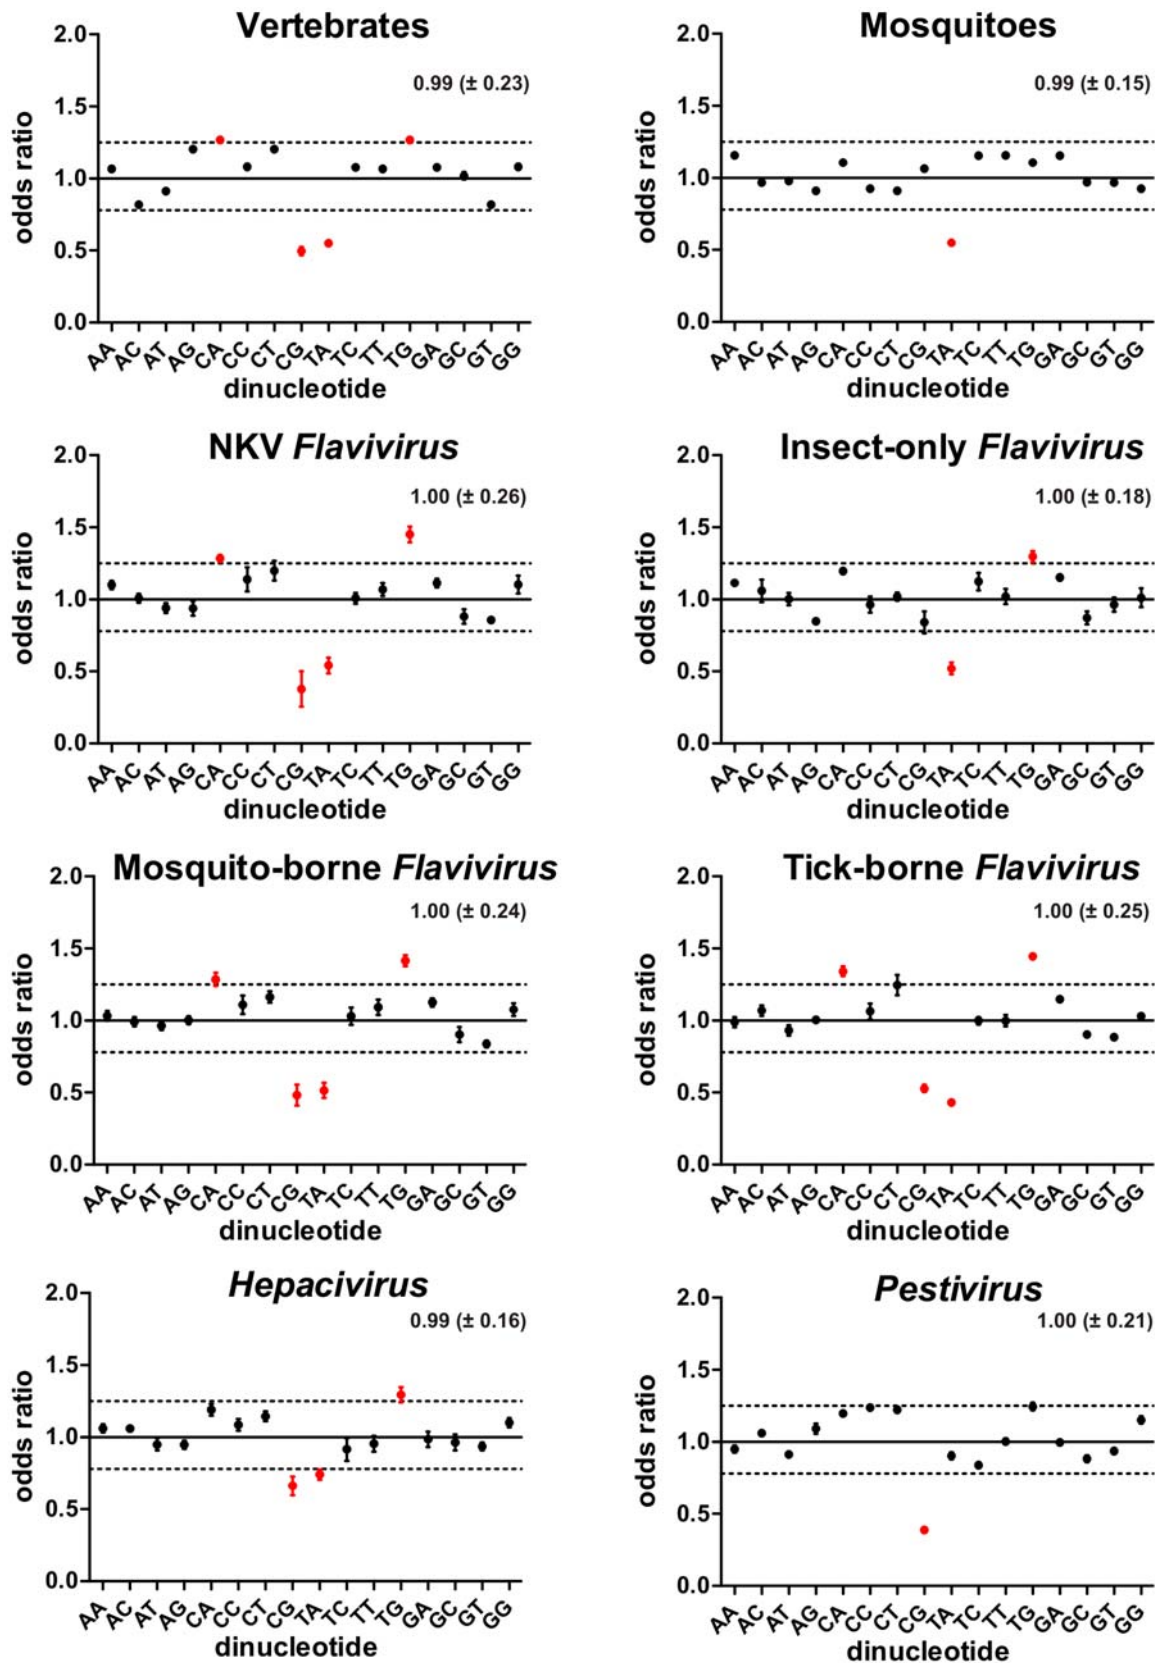 Vertebrates
0.99 (± 0.23)
odds ratio
2.0
1.5
1.0
0.5
0.0
AA AC AT AG CA CC CT CG TA TC TT TG GA GC GT GG
dinucleotide
Mosquitoes
0.99 (± 0.15)
odds ratio
2.0
1.5
1.0
0.5
0.0
AA AC AT AG CA CC CT CG TA TC TT TG GA GC GT GG
dinucleotide
NKV Flavivirus
1.00 (± 0.26)
odds ratio
2.0
1.5
1.0
0.5
0.0
AA AC AT AG CA CC CT CG TA TC TT TG GA GC GT GG
dinucleotide
Insect-only Flavivirus
1.00 (± 0.18)
odds ratio
2.0
1.5
1.0
0.5
0.0
AA AC AT AG CA CC CT CG TA TC TT TG GA GC GT GG
dinucleotide
Mosquito-borne Flavivirus
1.00 (± 0.24)
odds ratio
2.0
1.5
1.0
0.5
0.0
AA AC AT AG CA CC CT CG TA TC TT TG GA GC GT GG
dinucleotide
Tick-borne Flavivirus
1.00 (± 0.25)
odds ratio
2.0
1.5
1.0
0.5
0.0
AA AC AT AG CA CC CT CG TA TC TT TG GA GC GT GG
dinucleotide
Hepacivirus
0.99 (± 0.16)
odds ratio
2.0
1.5
1.0
0.5
0.0
AA AC AT AG CA CC CT CG TA TC TT TG GA GC GT GG
dinucleotide
Pestivirus
1.00 (± 0.21)
odds ratio
2.0
1.5
1.0
0.5
0.0
AA AC AT AG CA CC CT CG TA TC TT TG GA GC GT GG
dinucleotide